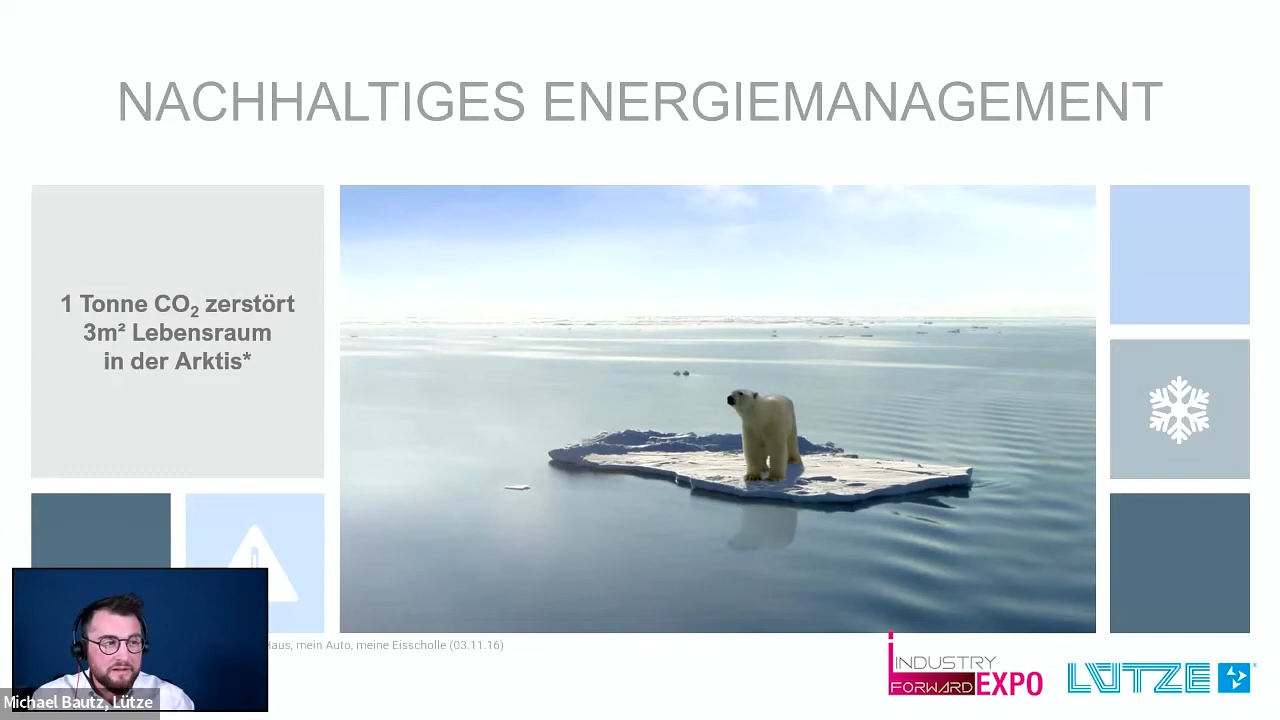 NACHHALTIGES ENERGIEMANAGEMENT
1 Tonne CO₂ zerstört
3m² Lebensraum
in der Arktis*
Haus, mein Auto, meine Eisscholle (03.11.16)
INDUSTRY
FORWARD EXPO
LÜTZE
Michael Bautz, Lütze